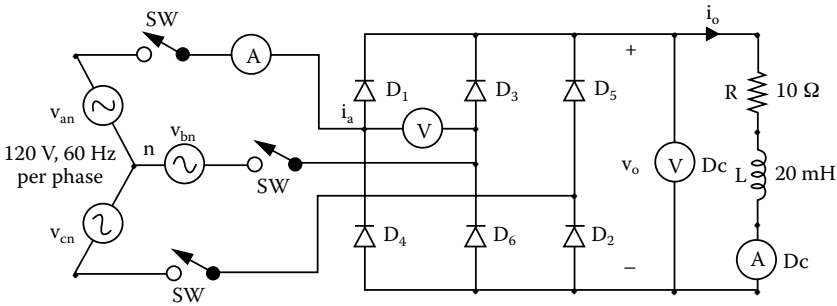 SW
A
i_o
+
D_1
D_3
D_5
R
10 Ω
v_an
i_a
V
v_bn
120 V, 60 Hz
per phase
n
SW
v_o
V
Dc
L
20 mH
v_cn
D_4
D_6
D_2
A
Dc
SW
–